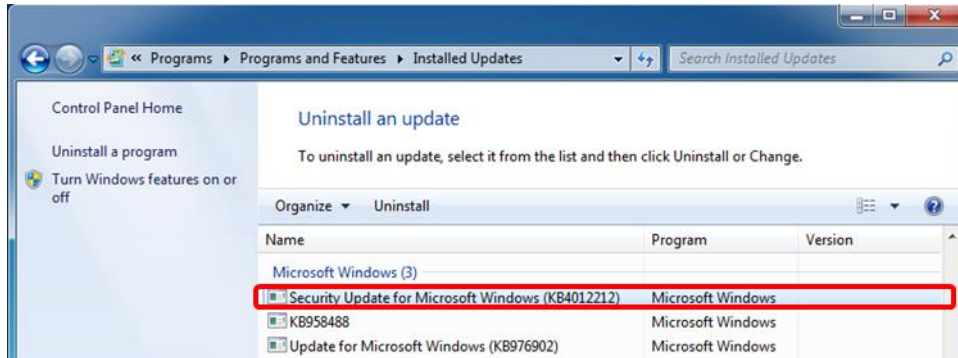 « Programs ▸ Programs and Features ▸ Installed Updates
Search Installed Updates
Control Panel Home
Uninstall a program
Turn Windows features on or
off
Uninstall an update
To uninstall an update, select it from the list and then click Uninstall or Change.
Organize Uninstall
Name Program Version
Microsoft Windows (3)
Security Update for Microsoft Windows (KB4012212) Microsoft Windows
KB958488 Microsoft Windows
Update for Microsoft Windows (KB976902) Microsoft Windows